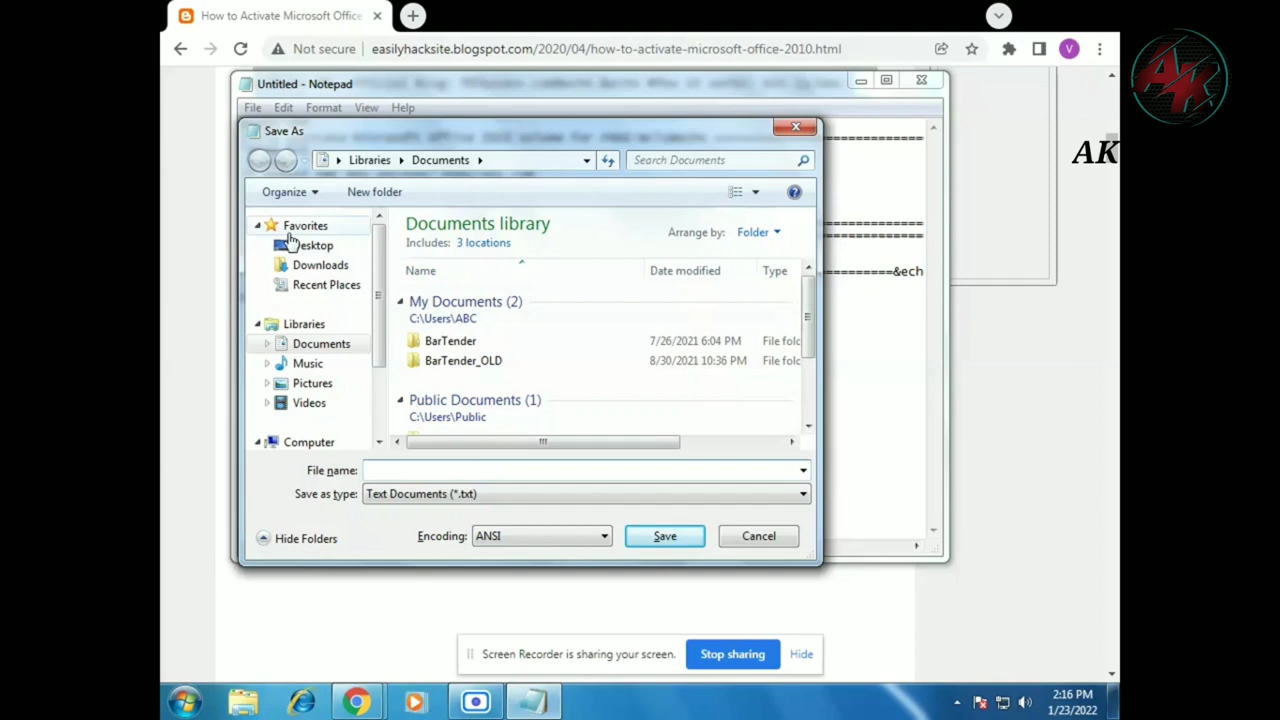 How to Activate Microsoft Office
Not secure
easilyhacksite.blogspot.com/2020/04/how-to-activate-microsoft-office-2010.html
V
AK
Untitled - Notepad
File Edit Format View Help
Save As
Libraries Documents
Search Documents
Organize New folder
Favorites
Desktop
Downloads
Recent Places
Libraries
Documents
Music
Pictures
Videos
Computer
Documents library
Includes: 3 locations
Arrange by: Folder
Name Date modified Type
My Documents (2)
C:\Users\ABC
BarTender 7/26/2021 6:04 PM File folc
BarTender_OLD 8/30/2021 10:36 PM File folc
Public Documents (1)
C:\Users\Public
File name:
Save as type: Text Documents (*.txt)
Hide Folders
Encoding: ANSI
Save Cancel
=========&ech
AK
Screen Recorder is sharing your screen. Stop sharing Hide
2:16 PM
1/23/2022